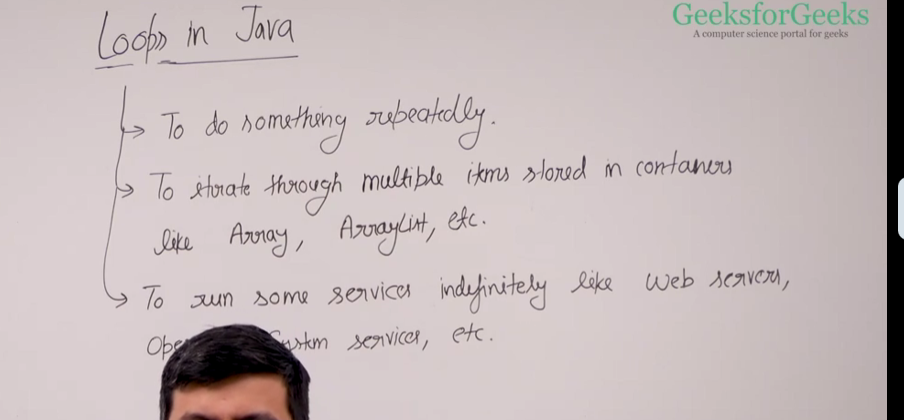 Loops in Java
GeeksforGeeks
A computer science portal for geeks
→ To do something repeatedly.
→ To iterate through multiple items stored in containers
like Array, ArrayList, etc.
→ To run some services indefinitely like web servers,
services, etc.